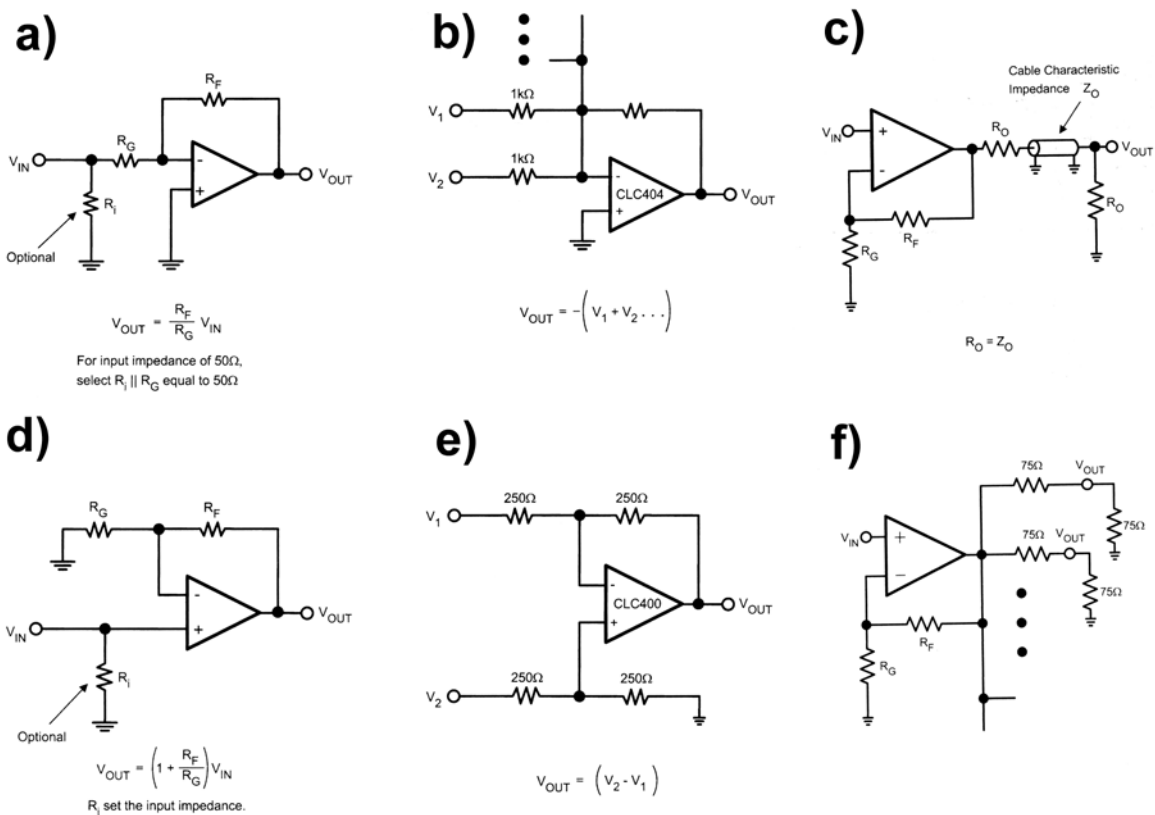 a)
R_F
R_G
V_IN
-
+
V_OUT
R_i
Optional
V_OUT = R_F/R_G V_IN
For input impedance of 50Ω,
select R_i || R_G equal to 50Ω
b)
1kΩ
V_1
1kΩ
V_2
-
CLC404
+
V_OUT
V_OUT = -( V_1 + V_2 . . . )
c)
Cable Characteristic
Impedance Z_O
V_IN
+
R_O
V_OUT
-
R_F
R_O
R_G
R_O = Z_O
d)
R_G
R_F
-
V_OUT
V_IN
+
R_i
Optional
V_OUT = ( 1 + R_F/R_G ) V_IN
R_i set the input impedance.
e)
250Ω
250Ω
V_1
-
CLC400
V_OUT
+
250Ω
250Ω
V_2
V_OUT = ( V_2 - V_1 )
f)
75Ω
V_OUT
75Ω
75Ω
V_OUT
V_IN
+
-
75Ω
R_F
R_G